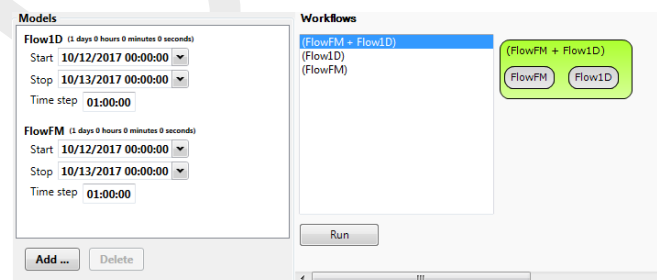 Models
Flow1D (1 days 0 hours 0 minutes 0 seconds)
Start 10/12/2017 00:00:00
Stop 10/13/2017 00:00:00
Time step 01:00:00
FlowFM (1 days 0 hours 0 minutes 0 seconds)
Start 10/12/2017 00:00:00
Stop 10/13/2017 00:00:00
Time step 01:00:00
Add ... Delete
Workflows
(FlowFM + Flow1D)
(Flow1D)
(FlowFM)
(FlowFM + Flow1D)
FlowFM Flow1D
Run